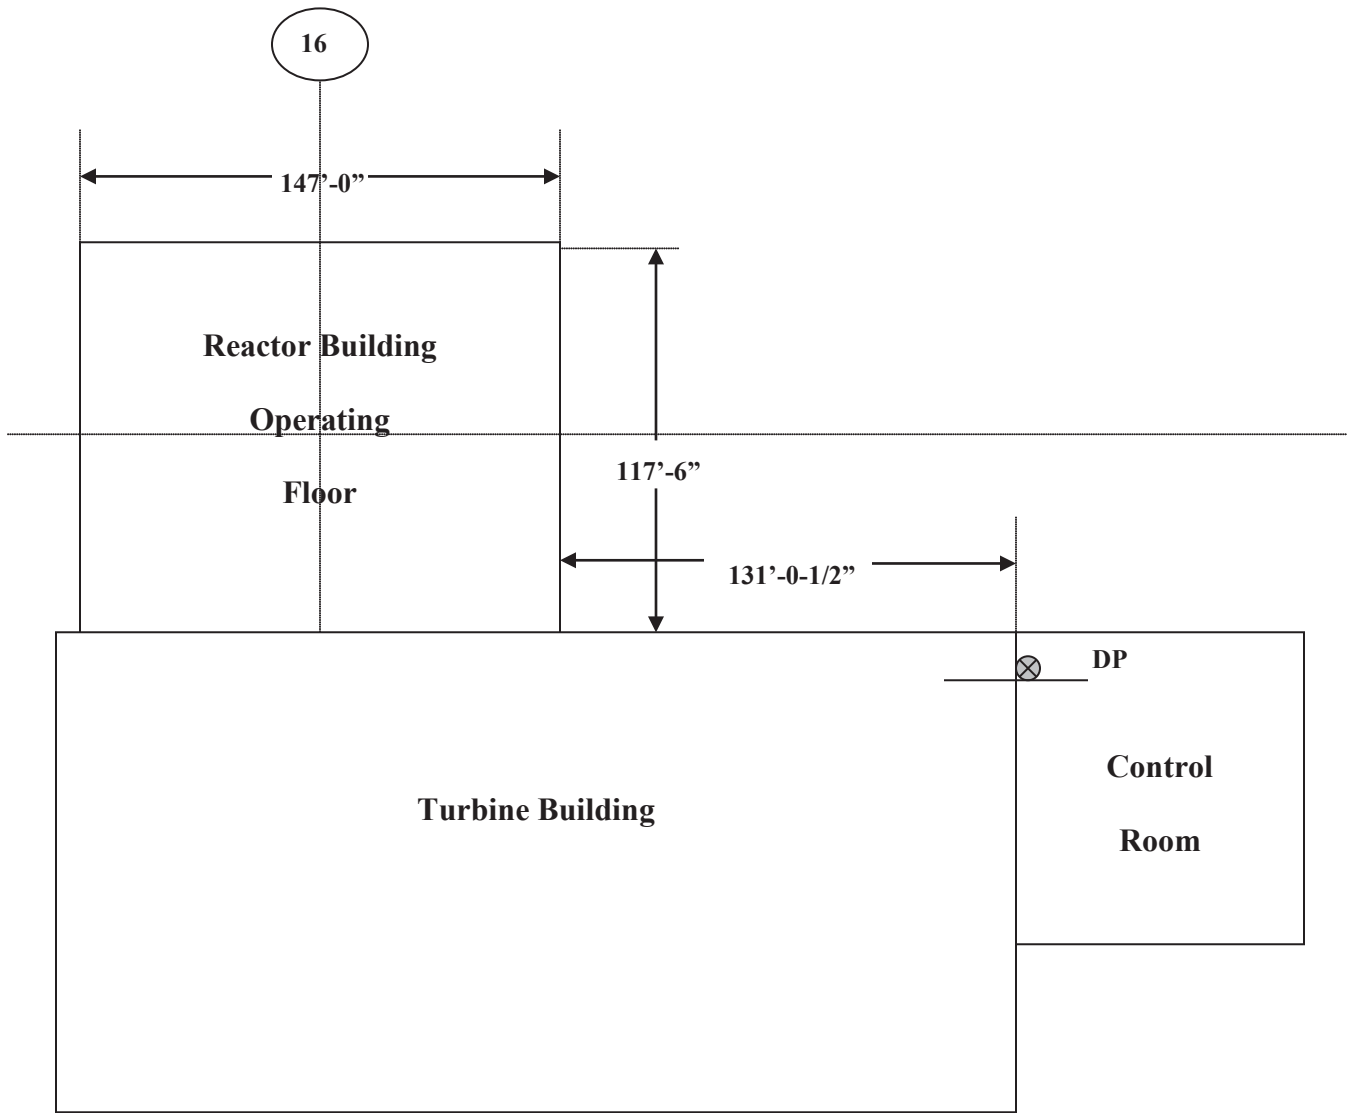 16
147’-0”
Reactor Building
Operating
Floor
117’-6”
131’-0-1/2”
DP
Control
Room
Turbine Building